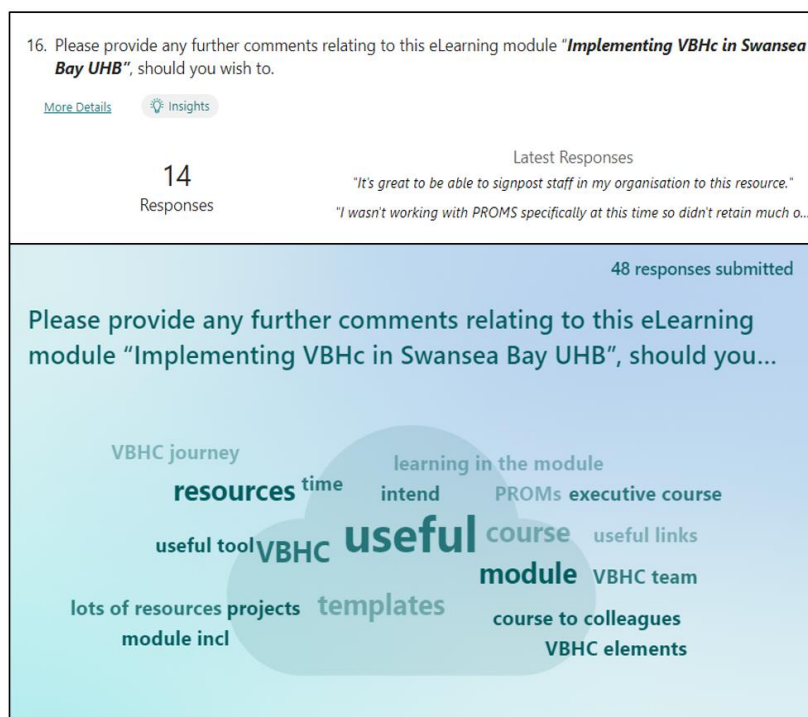 16. Please provide any further comments relating to this eLearning module “Implementing VBHc in Swansea
Bay UHB”, should you wish to.
More Details
Insights
14
Responses
Latest Responses
"It's great to be able to signpost staff in my organisation to this resource."
"I wasn't working with PROMS specifically at this time so didn't retain much o...
48 responses submitted
Please provide any further comments relating to this eLearning
module “Implementing VBHc in Swansea Bay UHB”, should you...
VBHC journey
learning in the module
resources time
intend
PROMs executive course
useful tool VBHC useful course useful links
module VBHC team
lots of resources projects templates
course to colleagues
module incl
VBHC elements